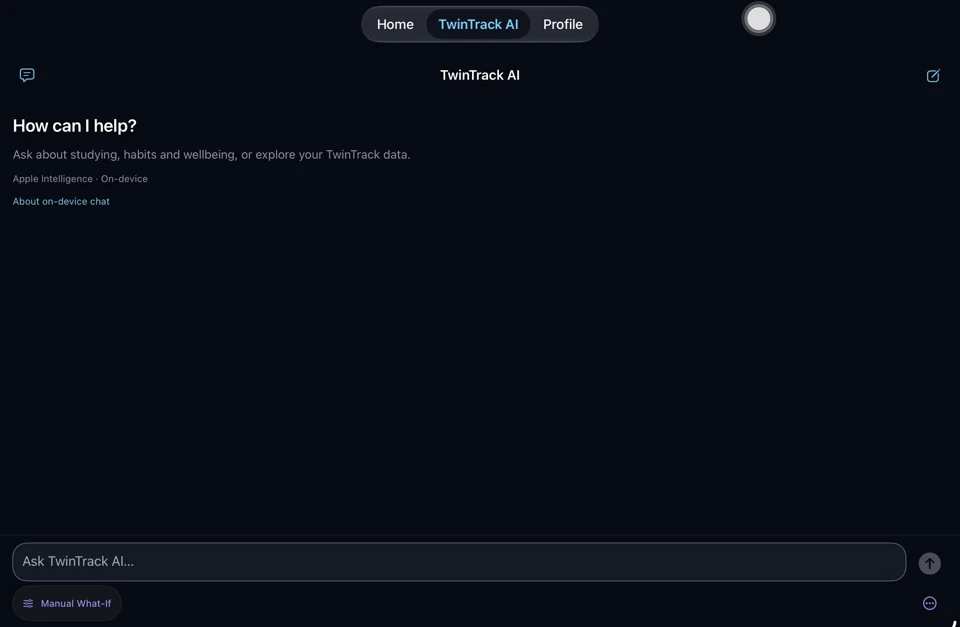 Home TwinTrack AI Profile
TwinTrack AI
How can I help?
Ask about studying, habits and wellbeing, or explore your TwinTrack data.
Apple Intelligence · On-device
About on-device chat
Ask TwinTrack AI...
Manual What-If